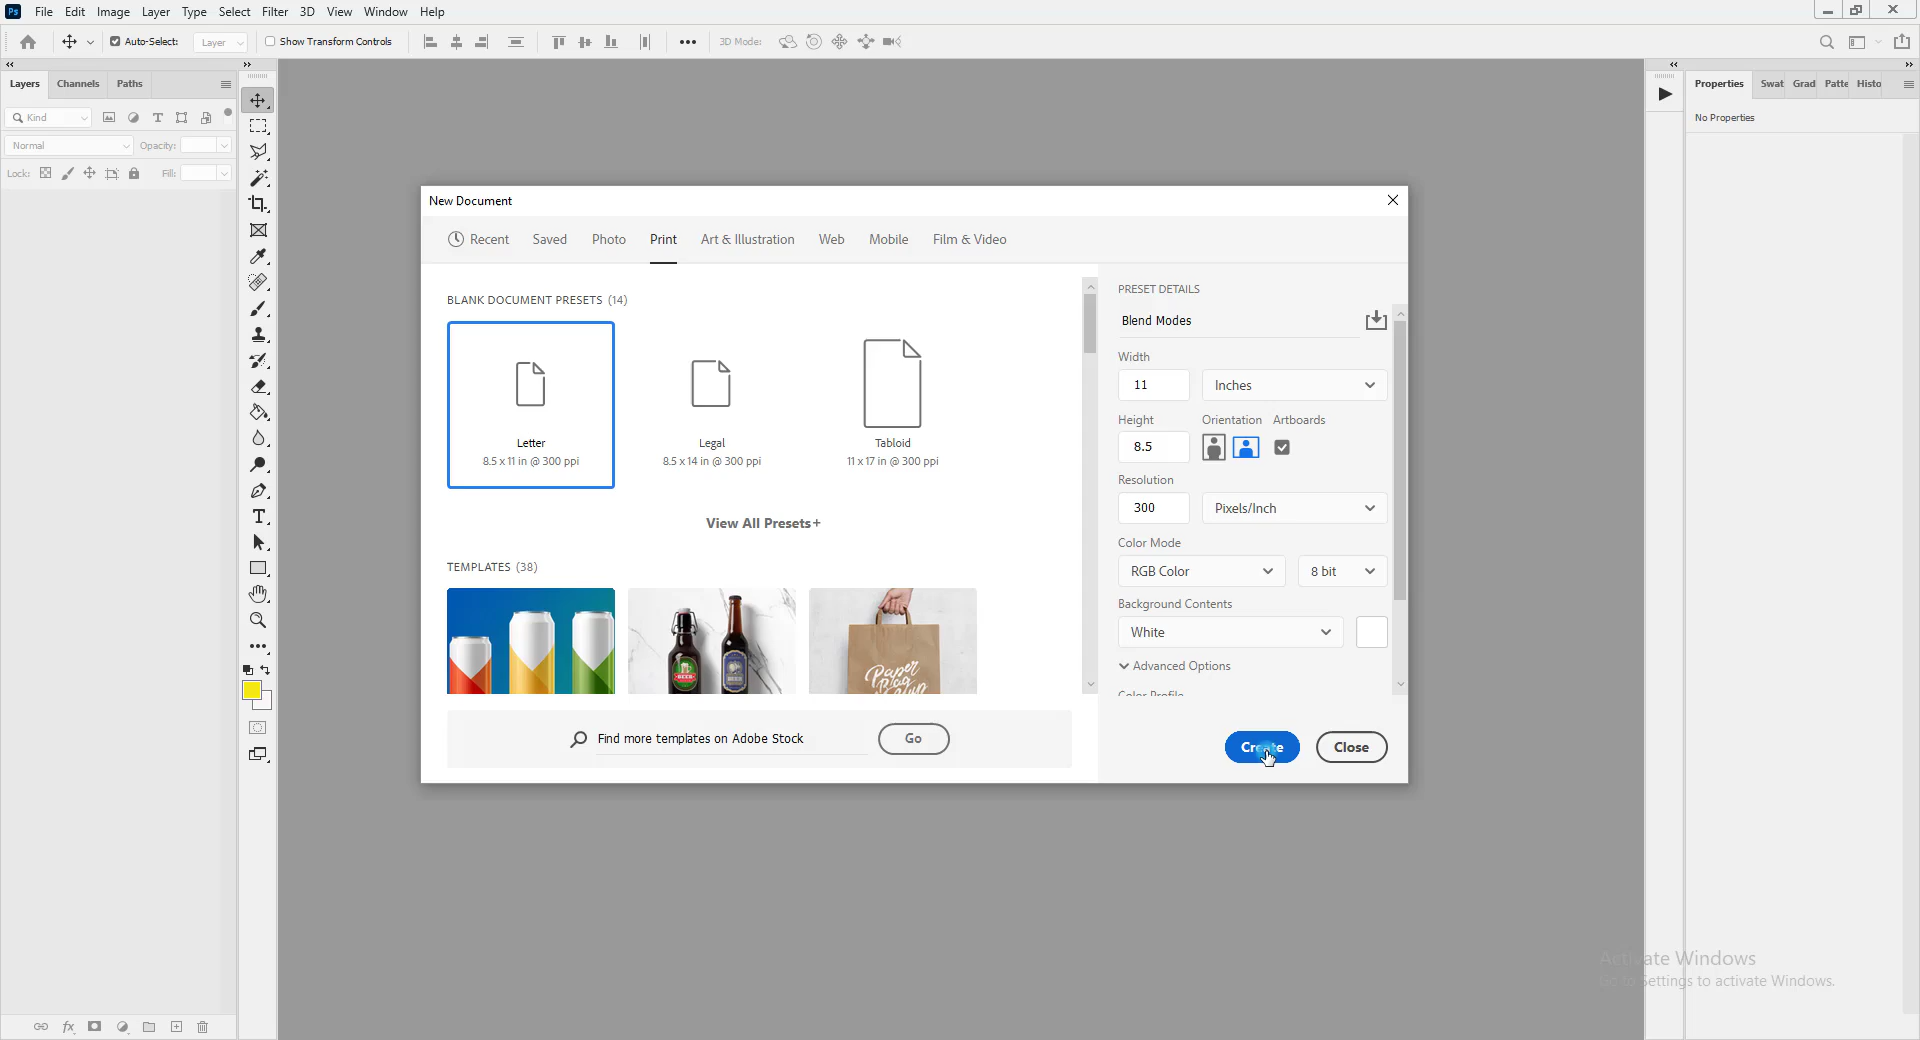 Ps File Edit Image Layer Type Select Filter 3D View Window Help
Auto-Select: Layer Show Transform Controls 3D Mode:
Layers Channels Paths
Kind
Normal Opacity:
Lock: Fill:
Properties Swat Grad Patte Histo
No Properties
New Document
Recent Saved Photo Print Art & Illustration Web Mobile Film & Video
BLANK DOCUMENT PRESETS (14)
Letter
8.5 x 11 in @ 300 ppi
Legal
8.5 x 14 in @ 300 ppi
Tabloid
11 x 17 in @ 300 ppi
View All Presets+
TEMPLATES (38)
BEER
BEER
Paper
Bag
Find more templates on Adobe Stock
Go
PRESET DETAILS
Blend Modes
Width
11 Inches
Height Orientation Artboards
8.5
Resolution
300 Pixels/Inch
Color Mode
RGB Color 8 bit
Background Contents
White
Advanced Options
Color Profile
Create Close
Activate Windows
Go to Settings to activate Windows.